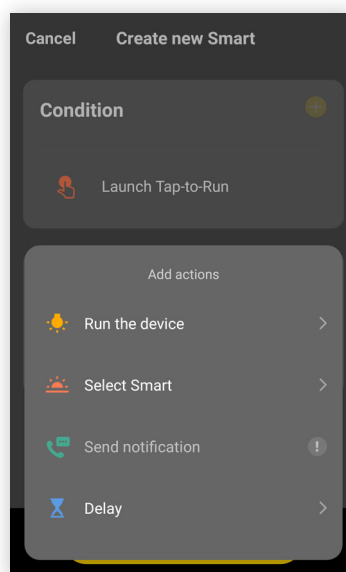 Cancel Create new Smart
Condition
Launch Tap-to-Run
Add actions
Run the device
Select Smart
Send notification
Delay